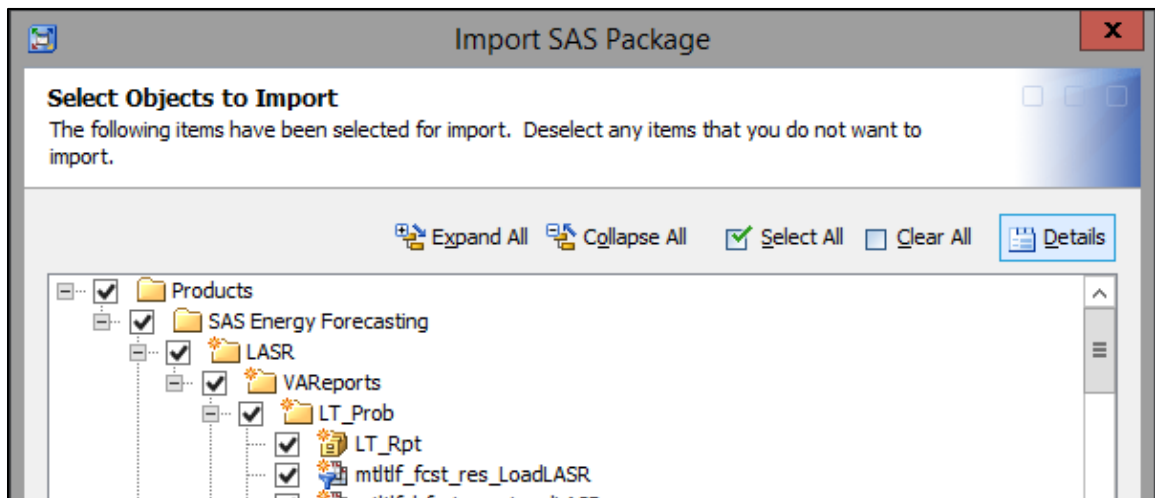 Import SAS Package
x
Select Objects to Import
The following items have been selected for import. Deselect any items that you do not want to
import.
Expand All Collapse All Select All Clear All Details
Products
SAS Energy Forecasting
LASR
VAReports
LT_Prob
LT_Rpt
mtltlf_fcst_res_LoadLASR